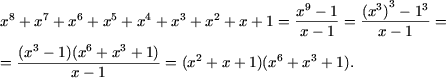 x^8 + x^7 + x^6 + x^5 + x^4 + x^3 + x^2 + x + 1 = \frac{x^9 - 1}{x - 1} = \frac{(x^3)^3 - 1^3}{x - 1} =
= \frac{(x^3 - 1)(x^6 + x^3 + 1)}{x - 1} = (x^2 + x + 1)(x^6 + x^3 + 1).